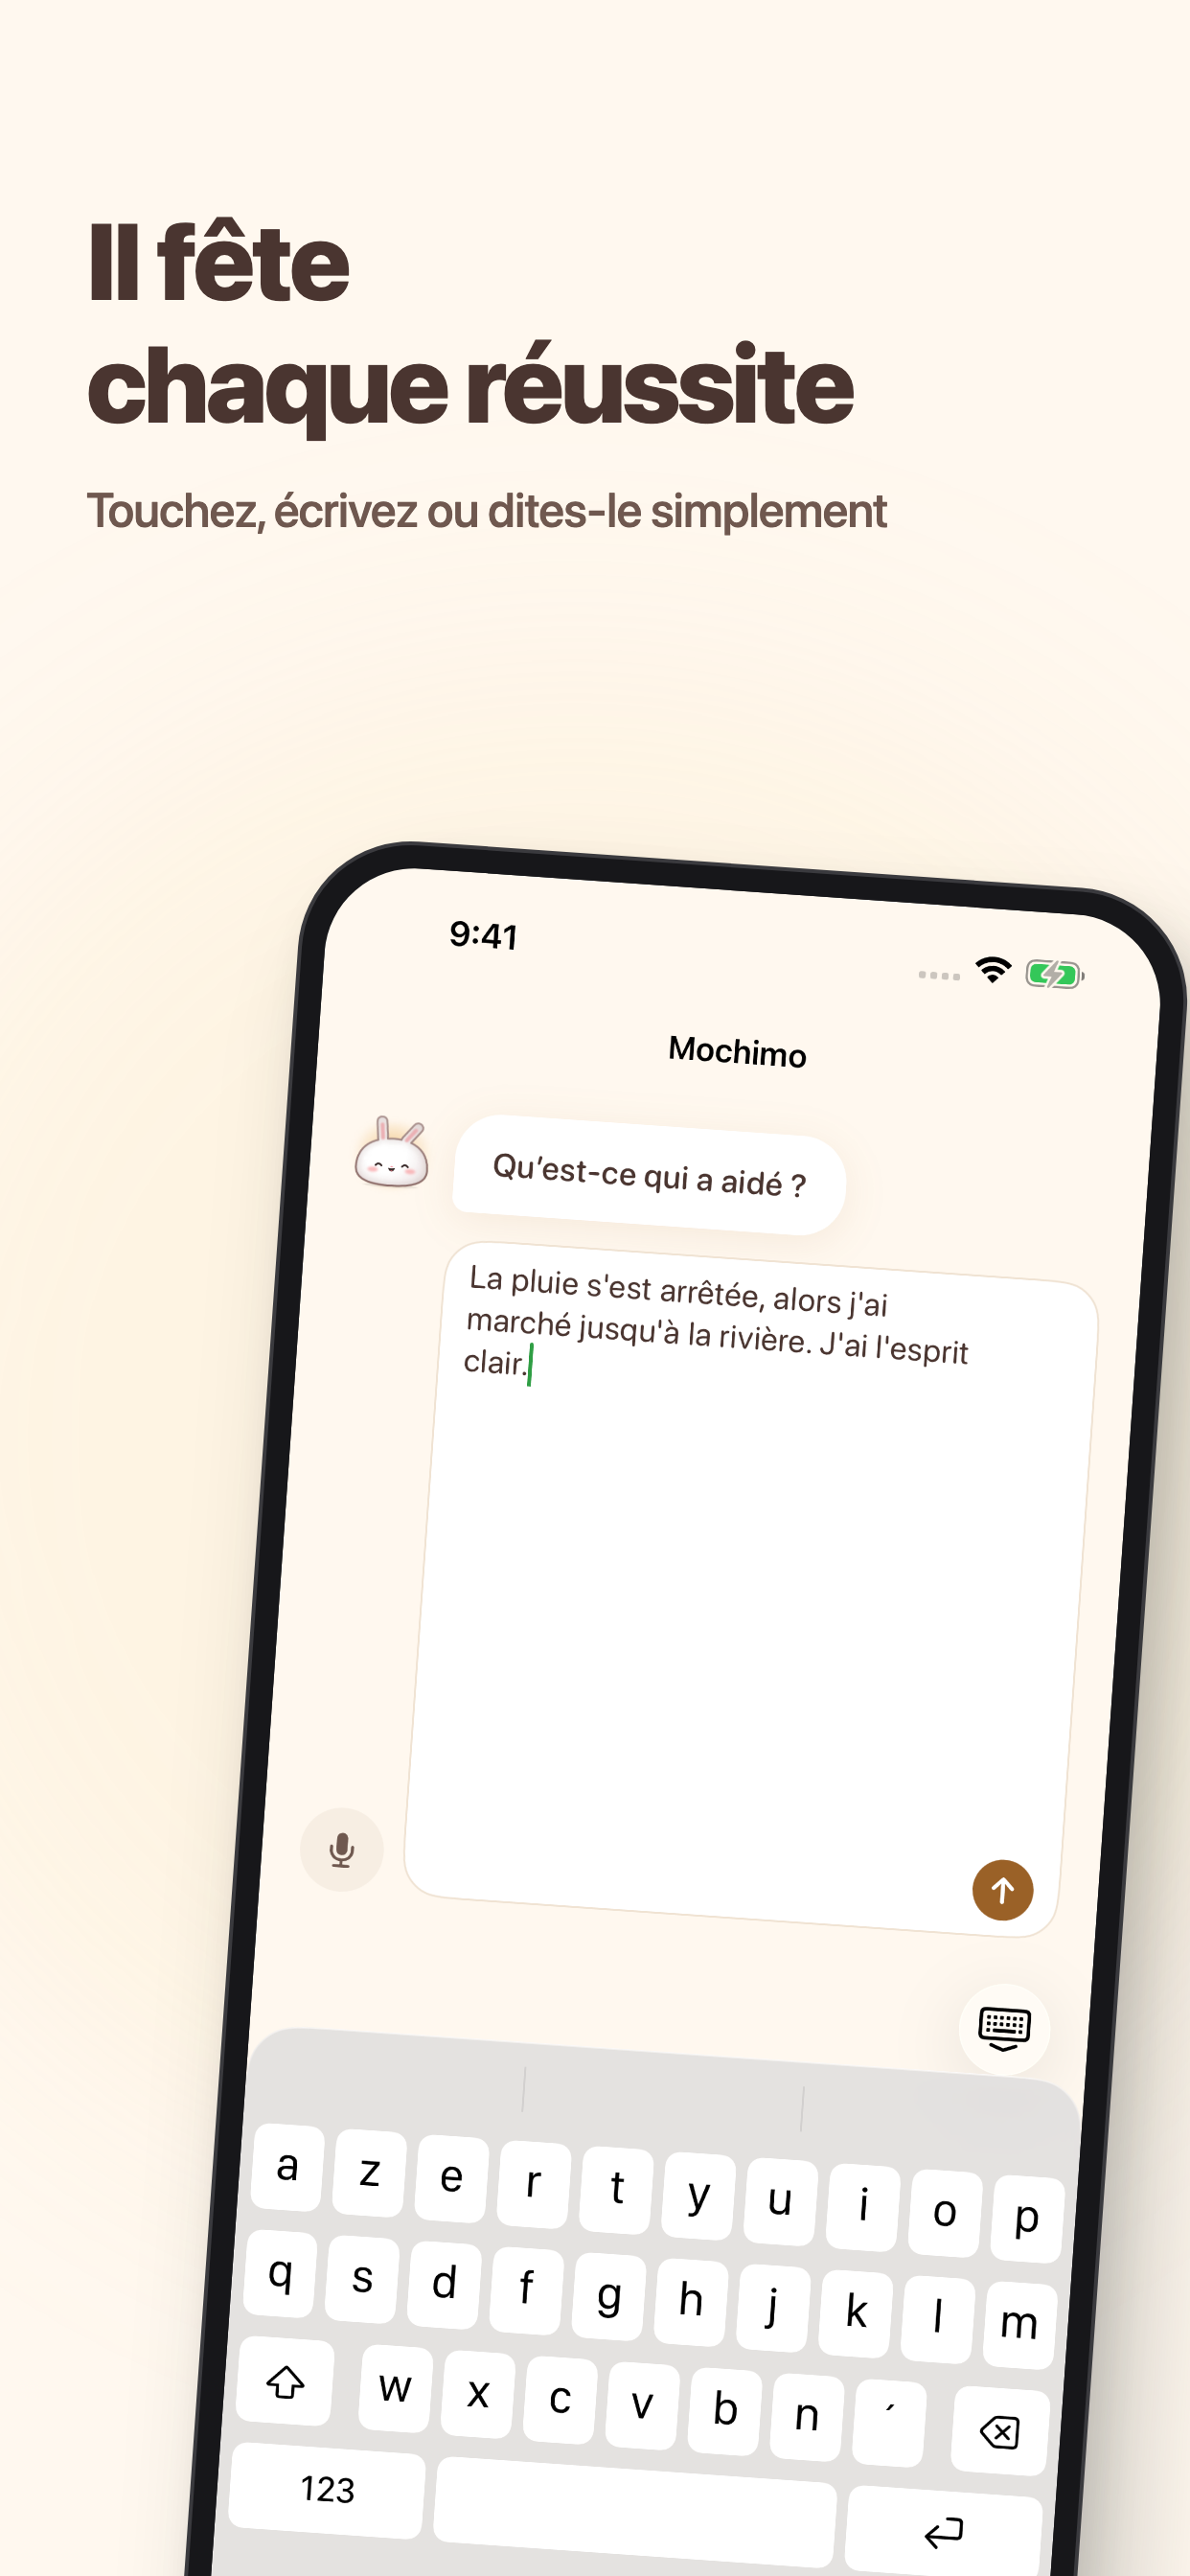 Il fête
chaque réussite
Touchez, écrivez ou dites-le simplement
9:41
Mochimo
Qu’est-ce qui a aidé ?
La pluie s'est arrêtée, alors j'ai
marché jusqu'à la rivière. J'ai l'esprit
clair.
a z e r t y u i o p
q s d f g h j k l m
w x c v b n ´
123